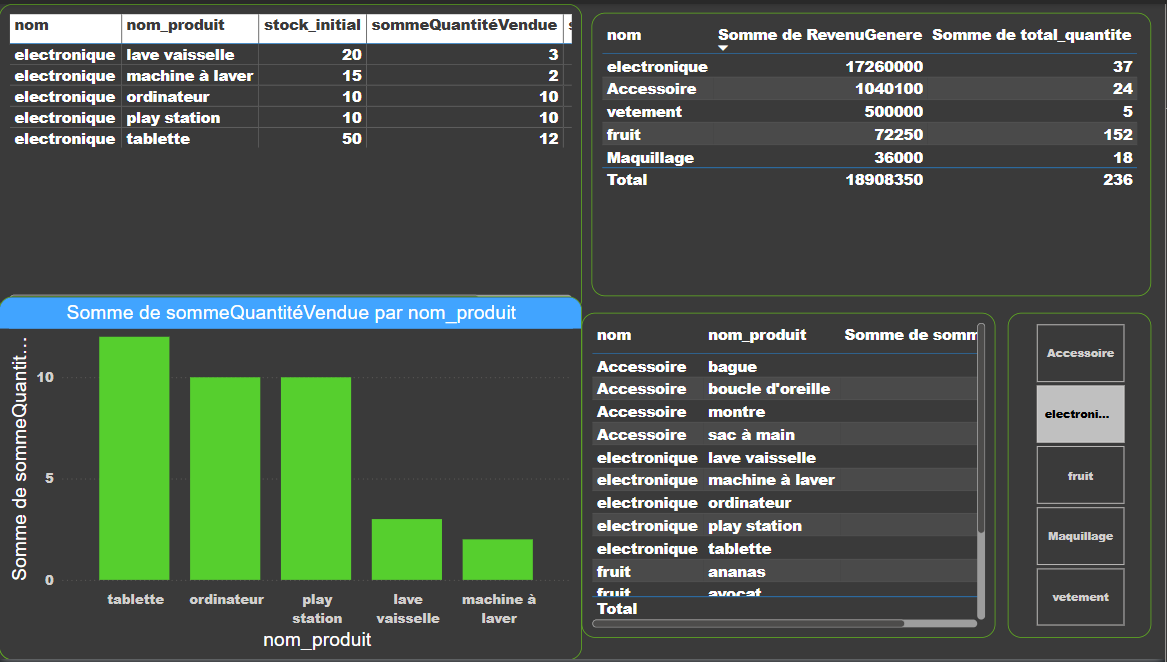 nom nom_produit stock_initial sommeQuantitéVendue
electronique lave vaisselle 20 3
electronique machine à laver 15 2
electronique ordinateur 10 10
electronique play station 10 10
electronique tablette 50 12
nom Somme de RevenuGenere Somme de total_quantite
electronique 17260000 37
Accessoire 1040100 24
vetement 500000 5
fruit 72250 152
Maquillage 36000 18
Total 18908350 236
Somme de sommeQuantitéVendue par nom_produit
Somme de sommeQuantit...
10
5
0
tablette ordinateur play station lave vaisselle machine à laver
nom_produit
nom nom_produit Somme de somm
Accessoire bague
Accessoire boucle d'oreille
Accessoire montre
Accessoire sac à main
electronique lave vaisselle
electronique machine à laver
electronique ordinateur
electronique play station
electronique tablette
fruit ananas
fruit avocat
Total
Accessoire
electroni...
fruit
Maquillage
vetement